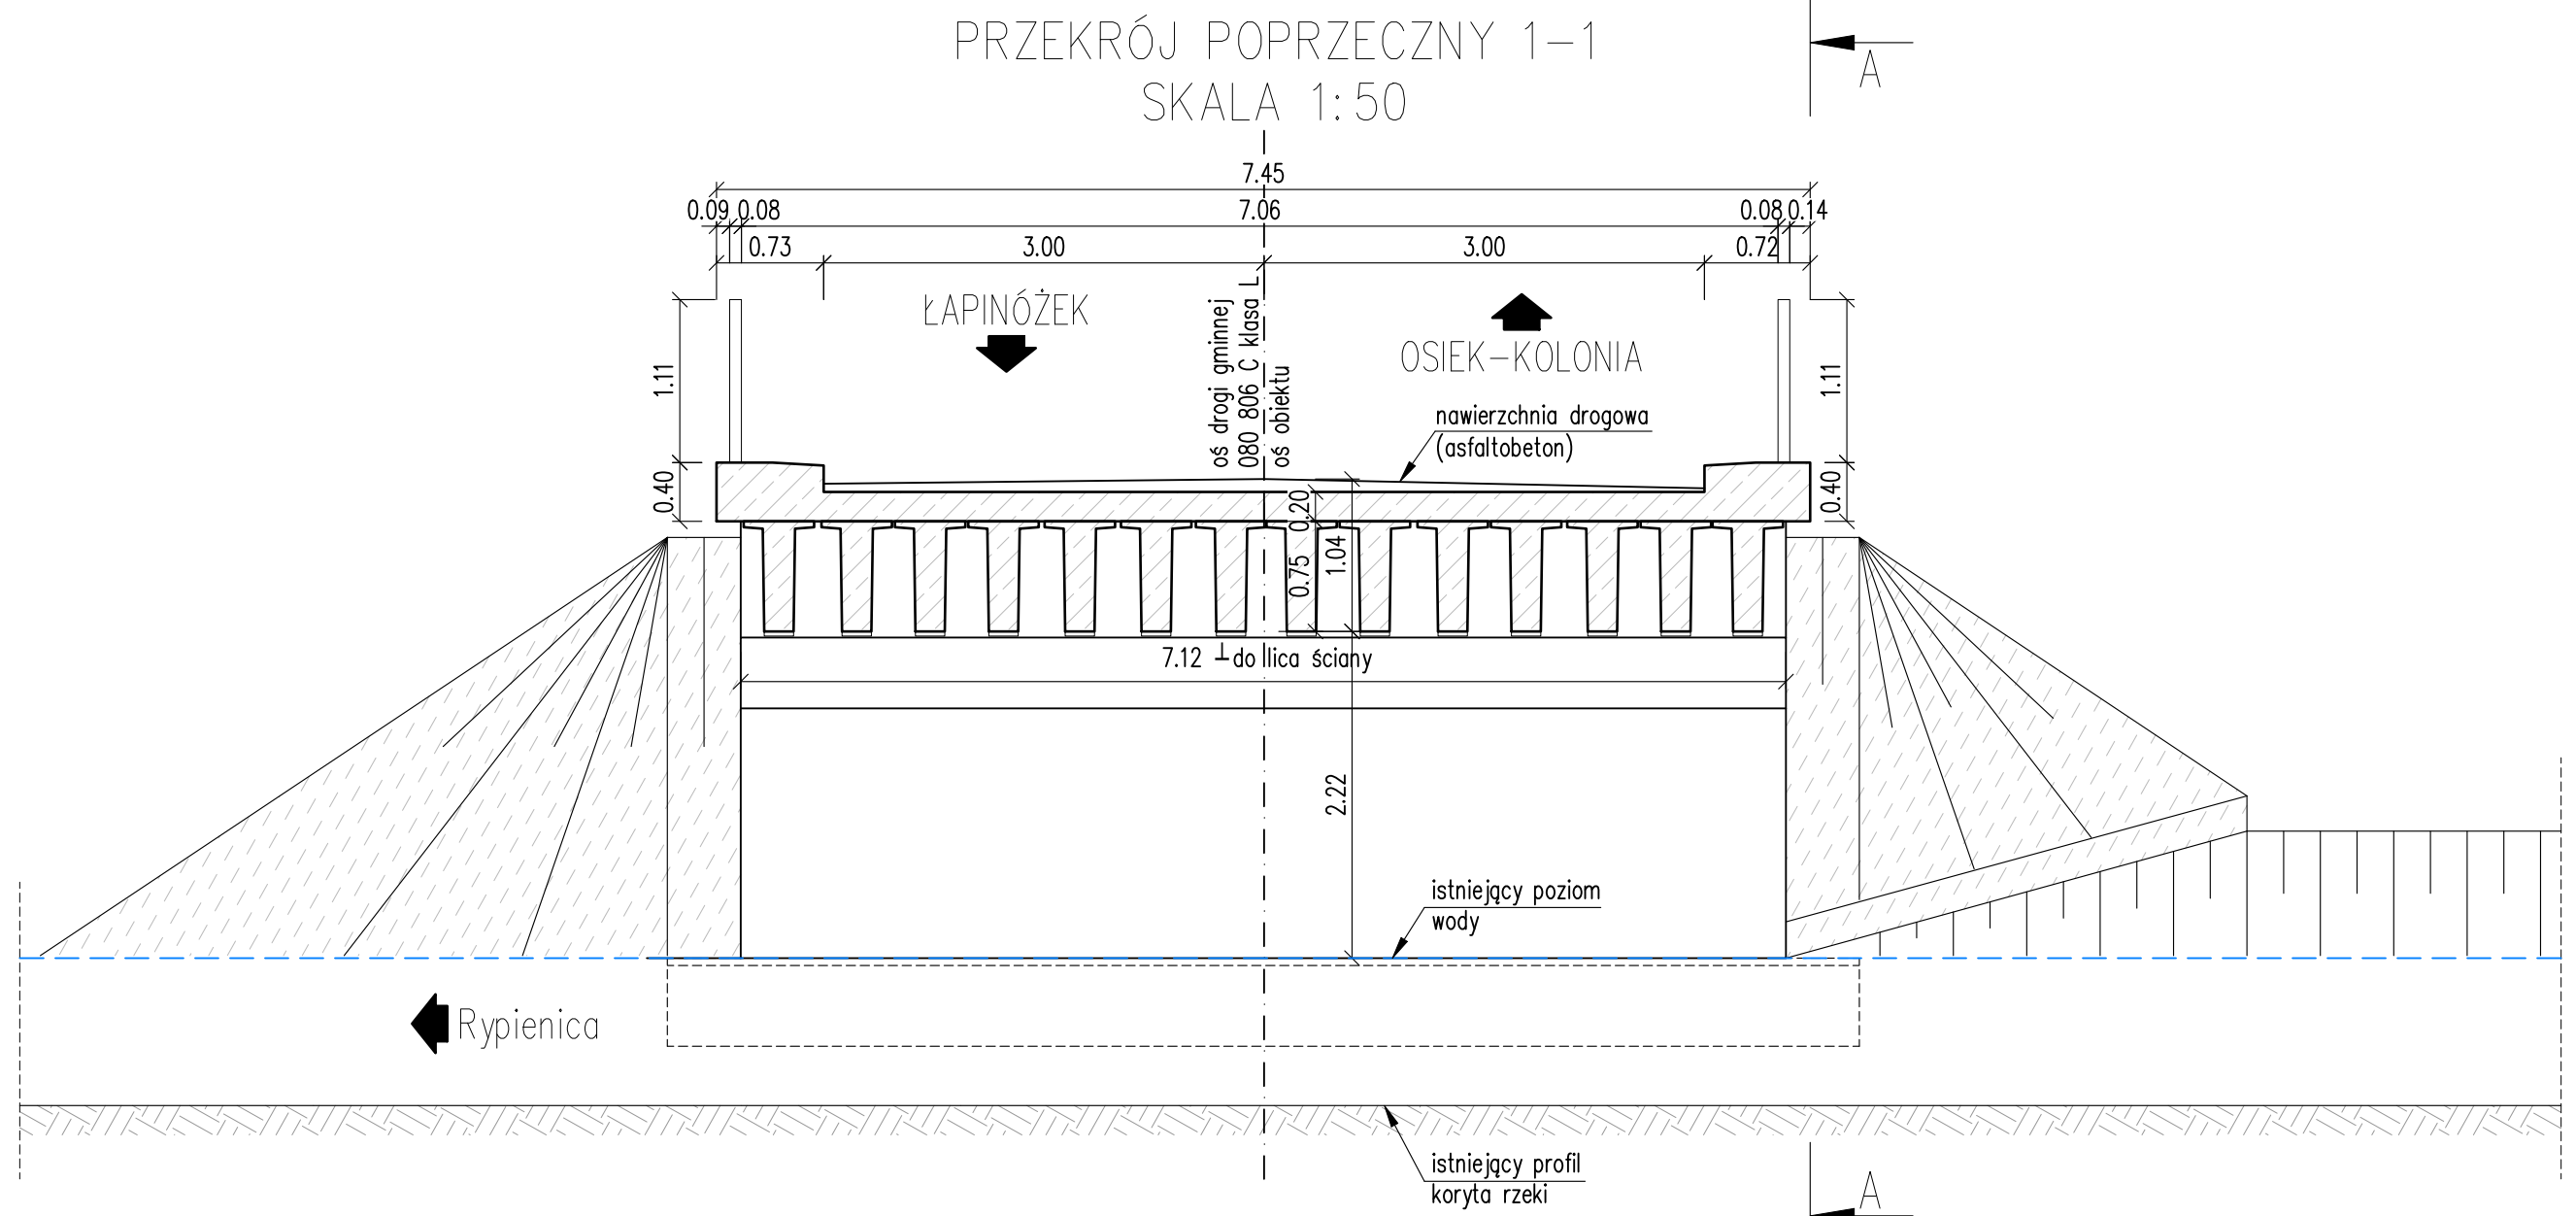 PRZEKRÓJ POPRZECZNY 1-1
SKALA 1:50
A
7.45
0.09 0.08 7.06 0.08 0.14
0.73 3.00 3.00 0.72
ŁAPINÓŻEK
OSIEK-KOLONIA
oś drogi gminnej
080 806 C klasa L
oś obiektu
1.11
1.11
nawierzchnia drogowa
(asfaltobeton)
0.40
0.40
0.20
0.75
1.04
7.12 ⊥ do lica ściany
2.22
istniejący poziom
wody
Rypienica
istniejący profil
koryta rzeki
A